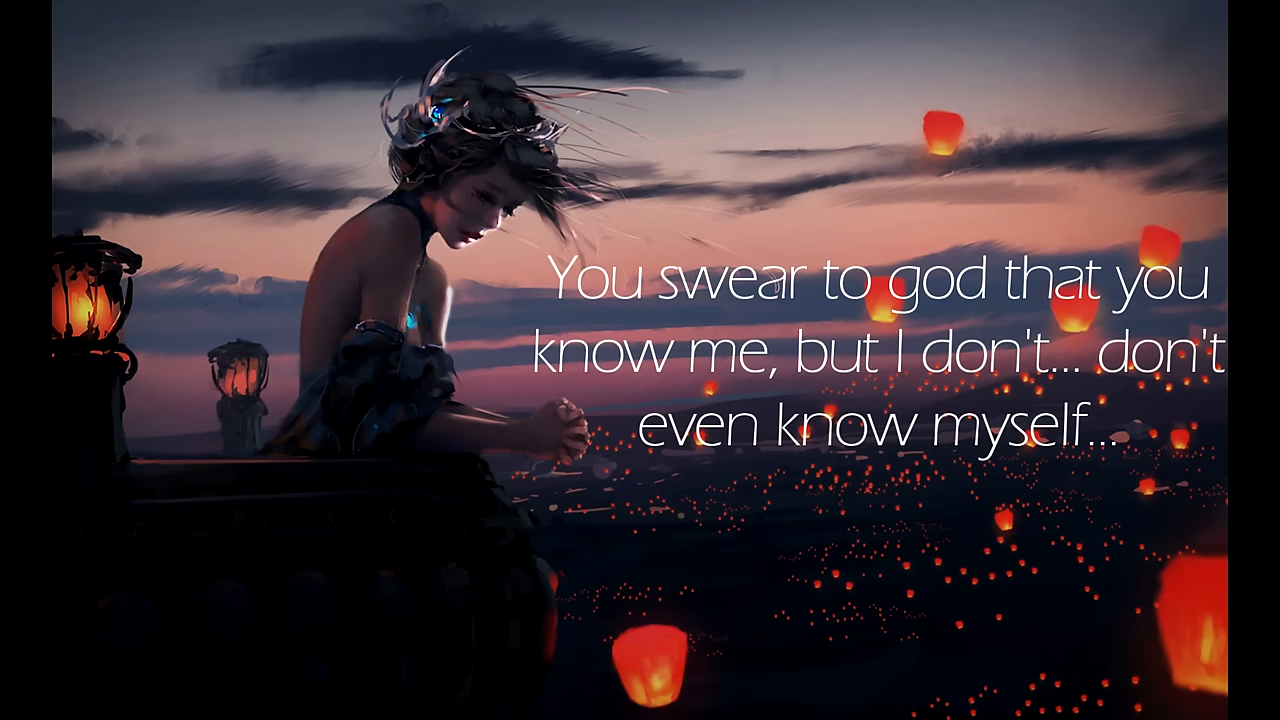 You swear to god that you
know me, but I don't... don't
even know myself...